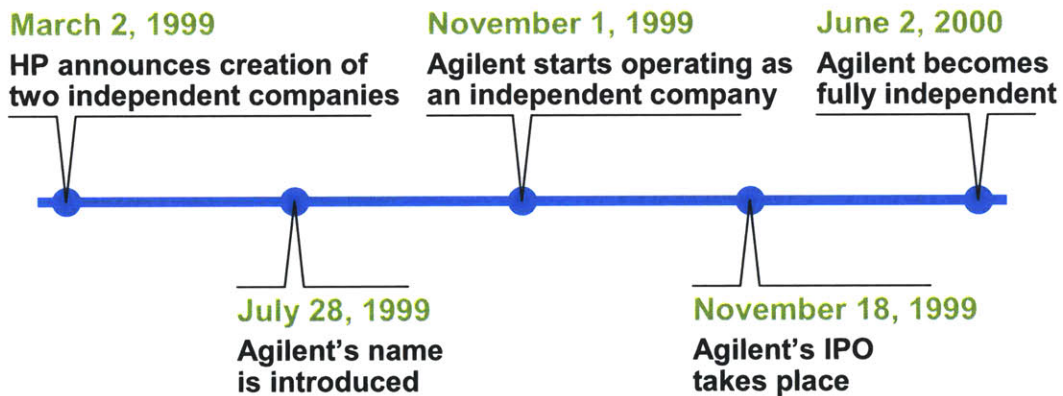 March 2, 1999
HP announces creation of
two independent companies
November 1, 1999
Agilent starts operating as
an independent company
June 2, 2000
Agilent becomes
fully independent
July 28, 1999
Agilent’s name
is introduced
November 18, 1999
Agilent’s IPO
takes place